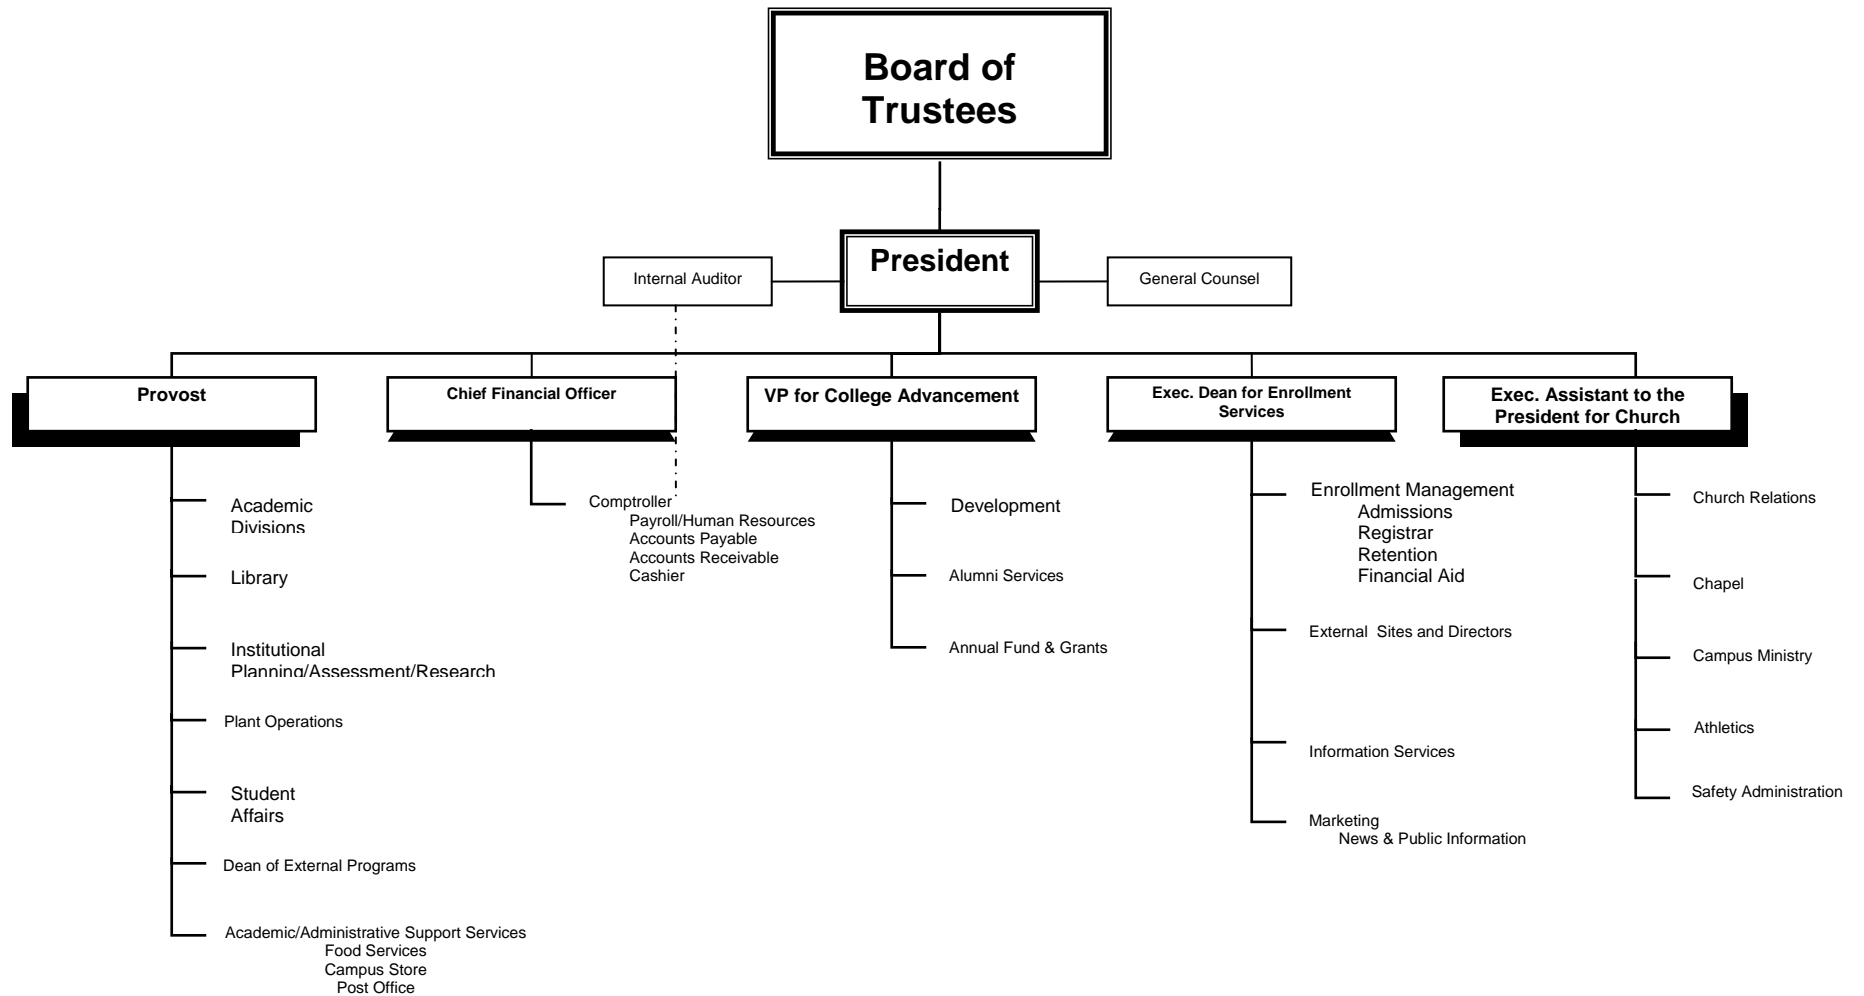 Board of
Trustees
President
Internal Auditor
General Counsel
Provost
Chief Financial Officer
VP for College Advancement
Exec. Dean for Enrollment
Services
Exec. Assistant to the
President for Church
Academic
Divisions
Library
Institutional
Planning/Assessment/Research
Plant Operations
Student
Affairs
Dean of External Programs
Academic/Administrative Support Services
Food Services
Campus Store
Post Office
Comptroller
Payroll/Human Resources
Accounts Payable
Accounts Receivable
Cashier
Development
Alumni Services
Annual Fund & Grants
Enrollment Management
Admissions
Registrar
Retention
Financial Aid
External Sites and Directors
Information Services
Marketing
News & Public Information
Church Relations
Chapel
Campus Ministry
Athletics
Safety Administration